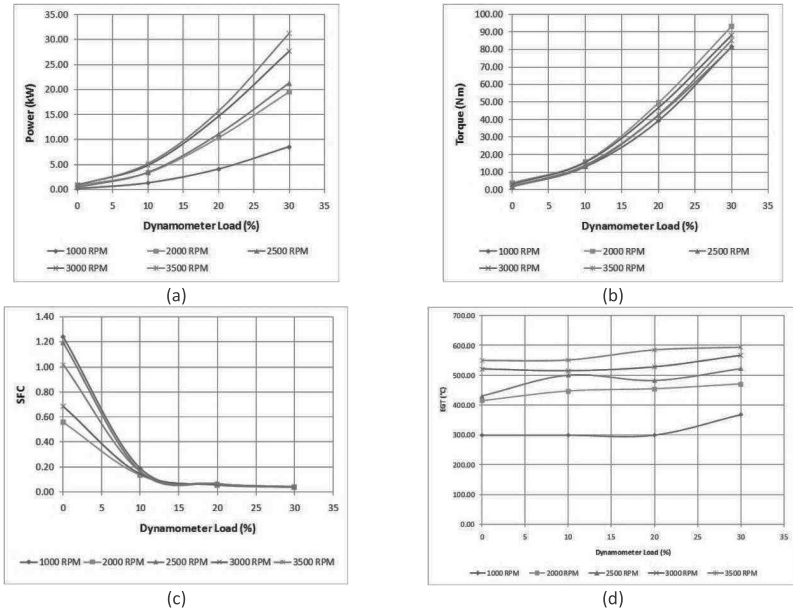 35.00
30.00
25.00
20.00
15.00
10.00
5.00
0.00
Power (kW)
0 5 10 15 20 25 30 35
Dynamometer Load (%)
1000 RPM 2000 RPM 2500 RPM
3000 RPM 3500 RPM
(a)
100.00
90.00
80.00
70.00
60.00
50.00
40.00
30.00
20.00
10.00
0.00
Torque (Nm)
0 5 10 15 20 25 30 35
Dynamometer Load (%)
1000 RPM 2000 RPM 2500 RPM
3000 RPM 3500 RPM
(b)
1.40
1.20
1.00
0.80
0.60
0.40
0.20
0.00
SFC
0 5 10 15 20 25 30 35
Dynamometer Load (%)
1000 RPM 2000 RPM 2500 RPM 3000 RPM 3500 RPM
(c)
700.00
600.00
500.00
400.00
300.00
200.00
100.00
0.00
EGT (°C)
0 5 10 15 20 25 30 35
Dynamometer Load (%)
1000 RPM 2000 RPM 2500 RPM 3000 RPM 3500 RPM
(d)